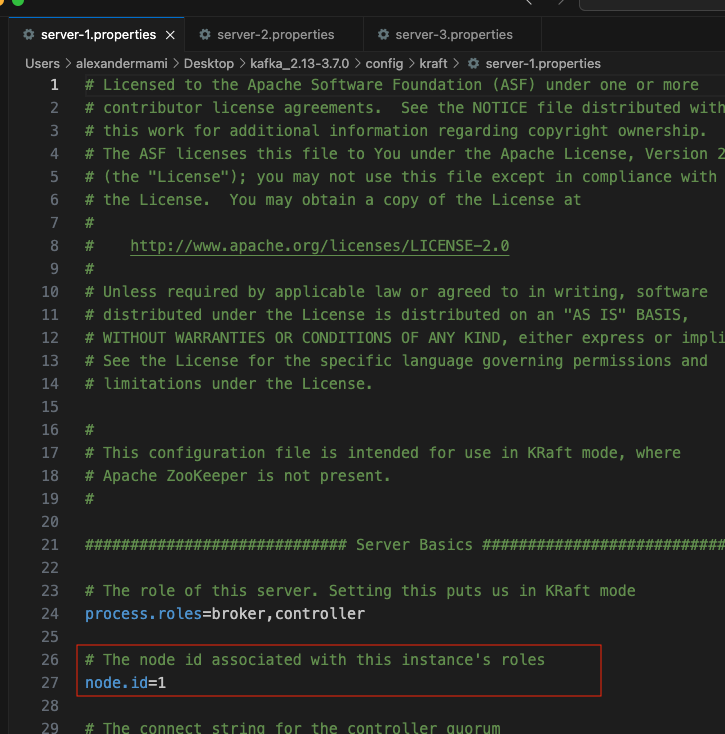 server-1.properties
server-2.properties
server-3.properties
Users > alexandermami > Desktop > kafka_2.13-3.7.0 > config > kraft > server-1.properties
1 # Licensed to the Apache Software Foundation (ASF) under one or more
2 # contributor license agreements.  See the NOTICE file distributed with
3 # this work for additional information regarding copyright ownership.
4 # The ASF licenses this file to You under the Apache License, Version 2
5 # (the "License"); you may not use this file except in compliance with
6 # the License.  You may obtain a copy of the License at
7 #
8 #    http://www.apache.org/licenses/LICENSE-2.0
9 #
10 # Unless required by applicable law or agreed to in writing, software
11 # distributed under the License is distributed on an "AS IS" BASIS,
12 # WITHOUT WARRANTIES OR CONDITIONS OF ANY KIND, either express or impli
13 # See the License for the specific language governing permissions and
14 # limitations under the License.
15
16 #
17 # This configuration file is intended for use in KRaft mode, where
18 # Apache ZooKeeper is not present.
19 #
20
21 ############################# Server Basics ###########################
22
23 # The role of this server. Setting this puts us in KRaft mode
24 process.roles=broker,controller
25
26 # The node id associated with this instance's roles
27 node.id=1
28
29 # The connect string for the controller quorum